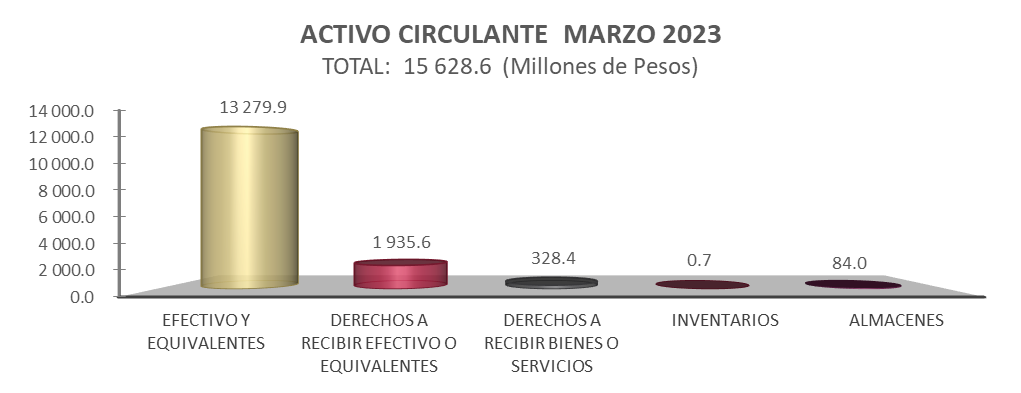 ACTIVO CIRCULANTE MARZO 2023
TOTAL: 15 628.6 (Millones de Pesos)
14 000.0
12 000.0
10 000.0
8 000.0
6 000.0
4 000.0
2 000.0
0.0
13 279.9
1 935.6
328.4
0.7
84.0
EFECTIVO Y
EQUIVALENTES
DERECHOS A
RECIBIR EFECTIVO O
EQUIVALENTES
DERECHOS A
RECIBIR BIENES O
SERVICIOS
INVENTARIOS
ALMACENES